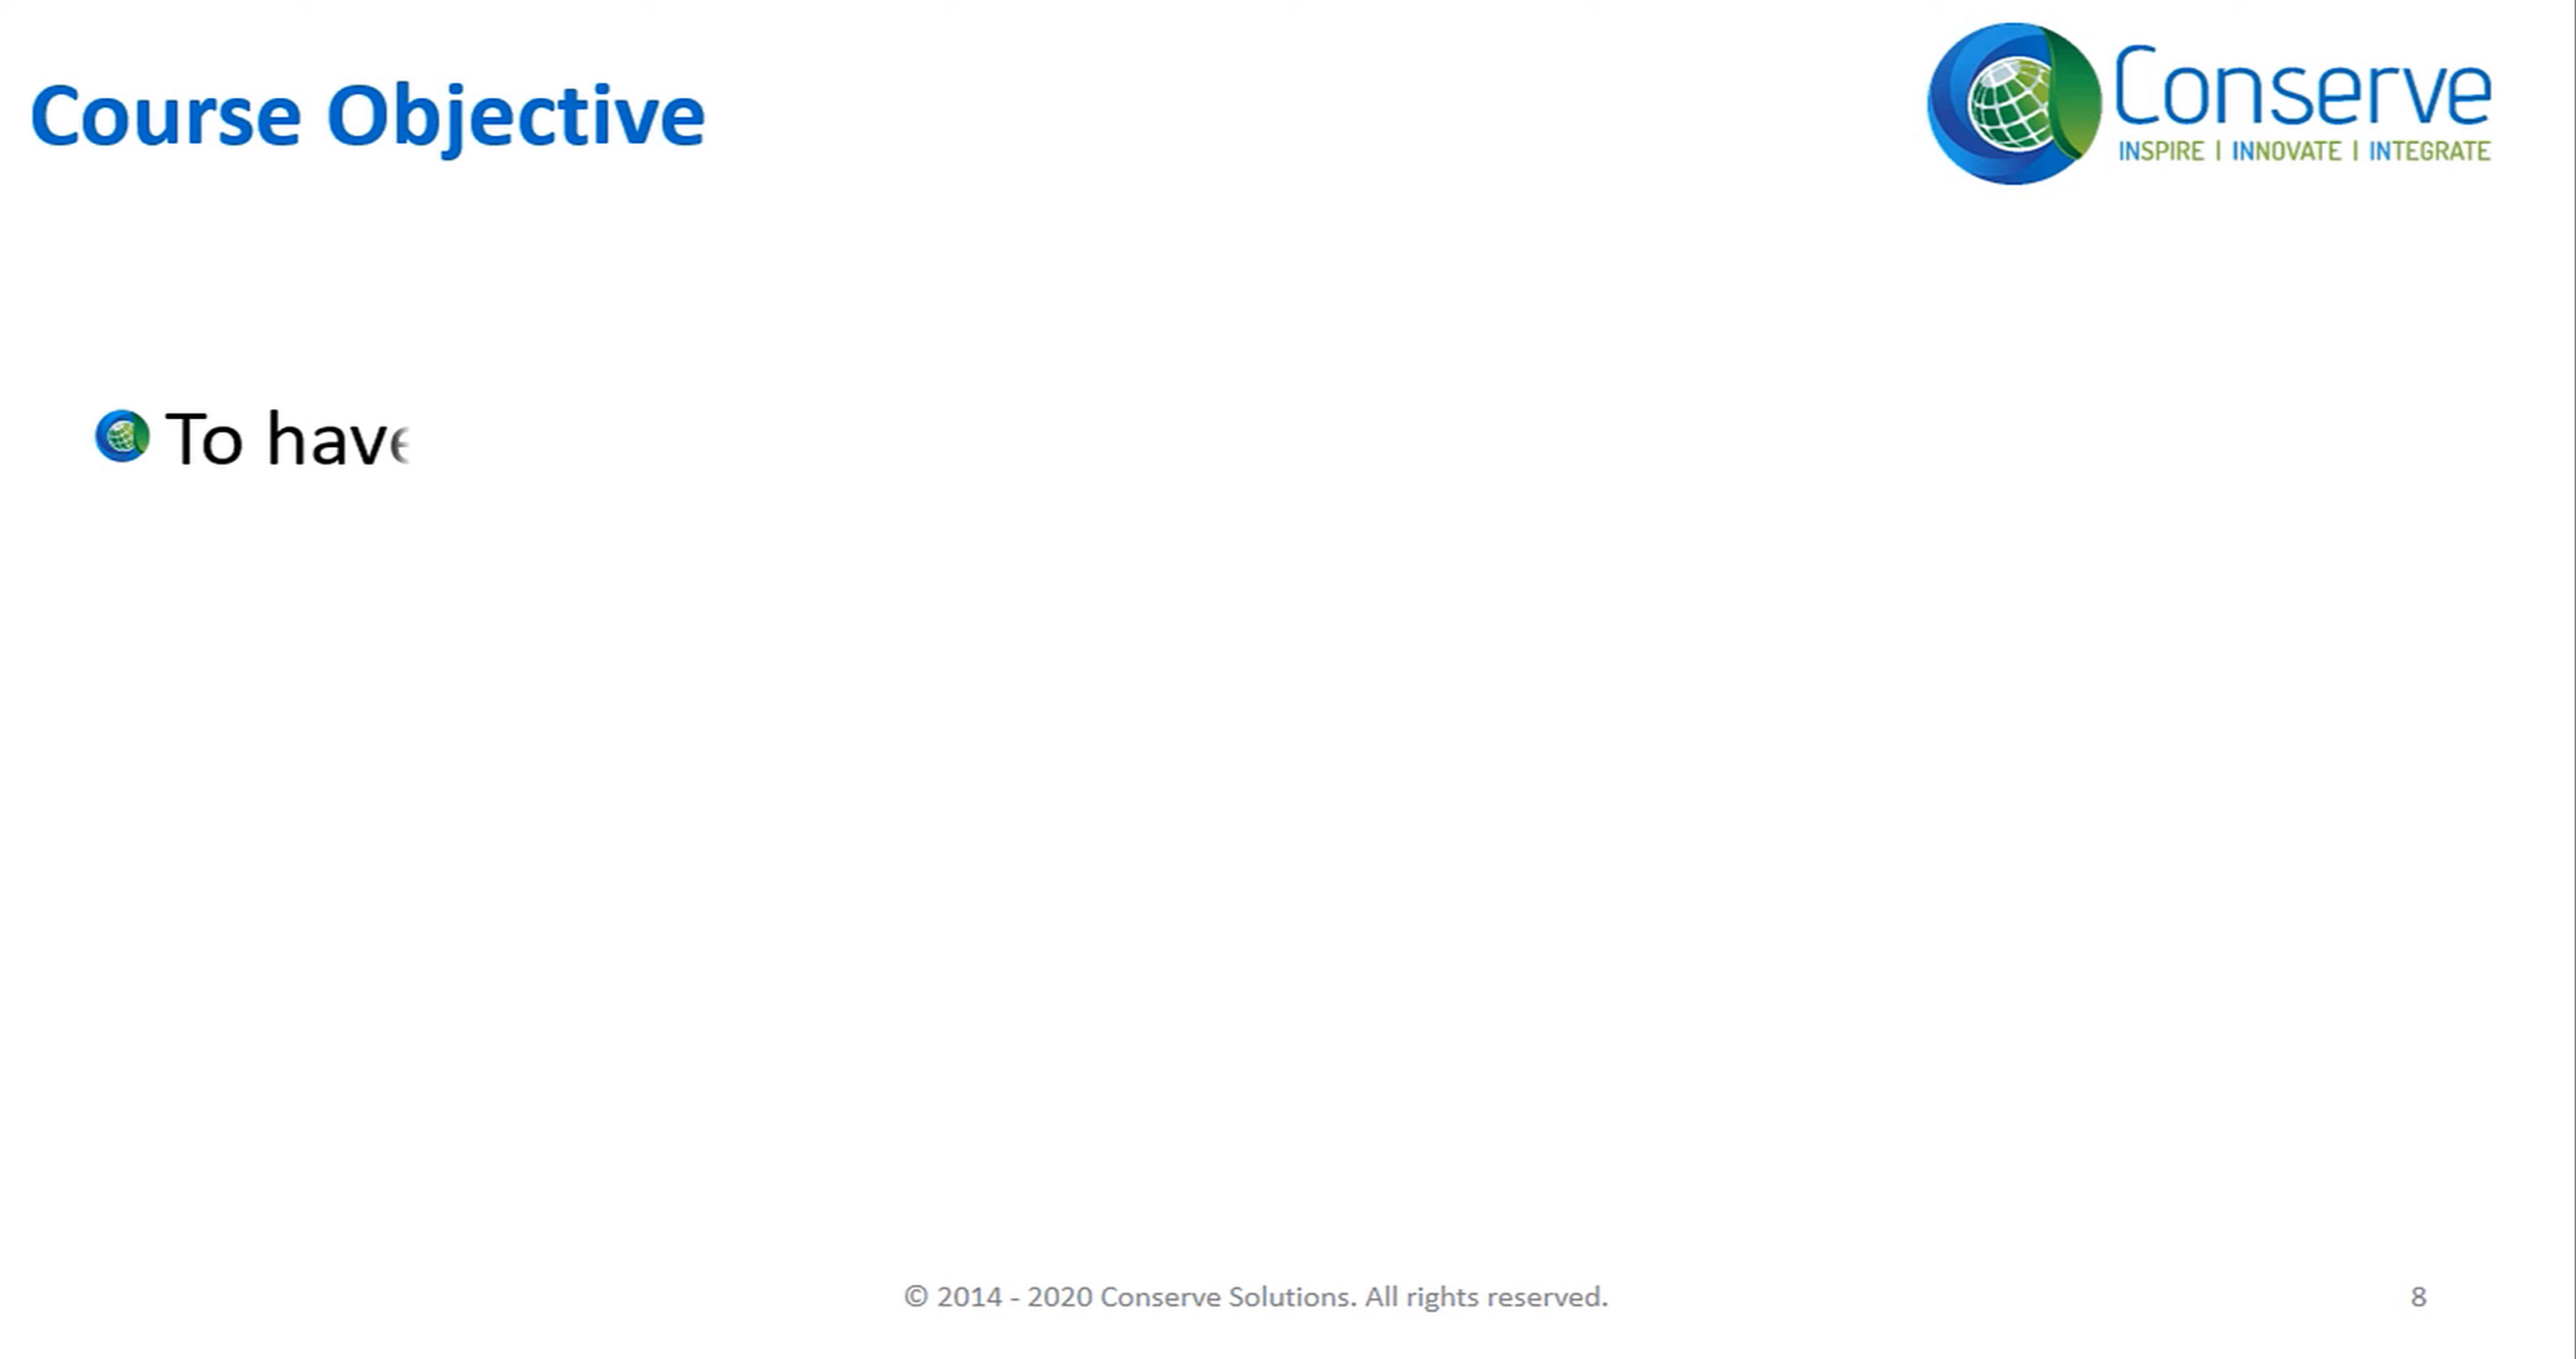 Course Objective
Conserve
INSPIRE | INNOVATE | INTEGRATE
To have
© 2014 - 2020 Conserve Solutions. All rights reserved.
8